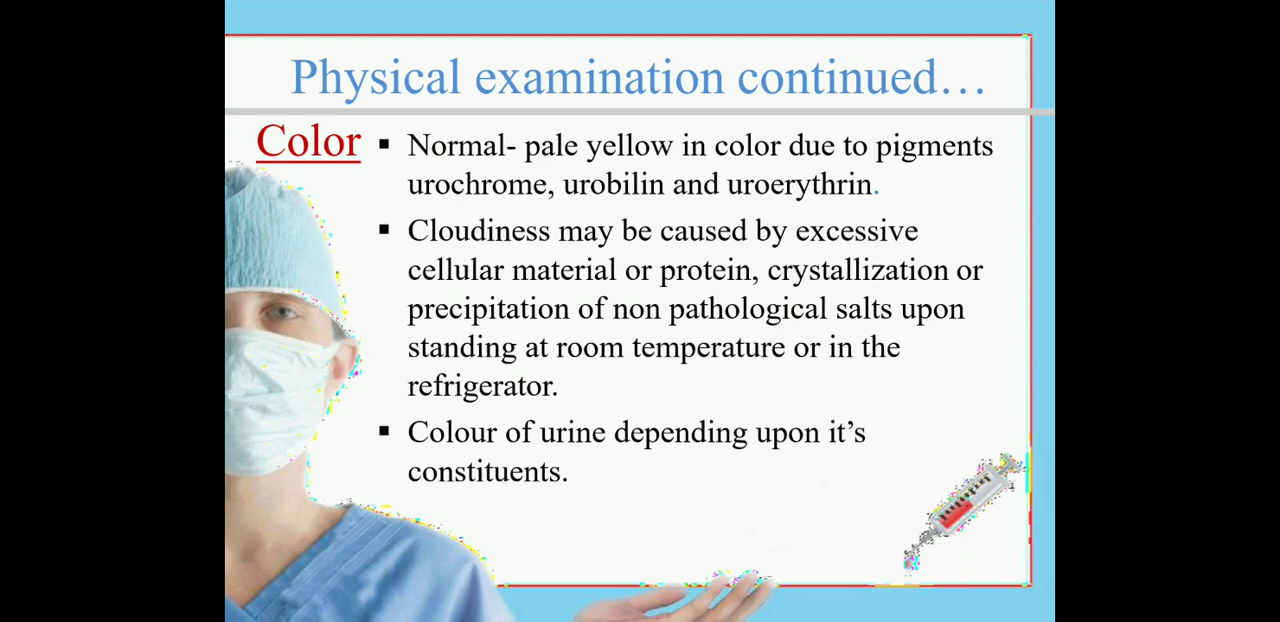 Physical examination continued…
Color
▪ Normal- pale yellow in color due to pigments
urochrome, urobilin and uroerythrin.
▪ Cloudiness may be caused by excessive
cellular material or protein, crystallization or
precipitation of non pathological salts upon
standing at room temperature or in the
refrigerator.
▪ Colour of urine depending upon it’s
constituents.